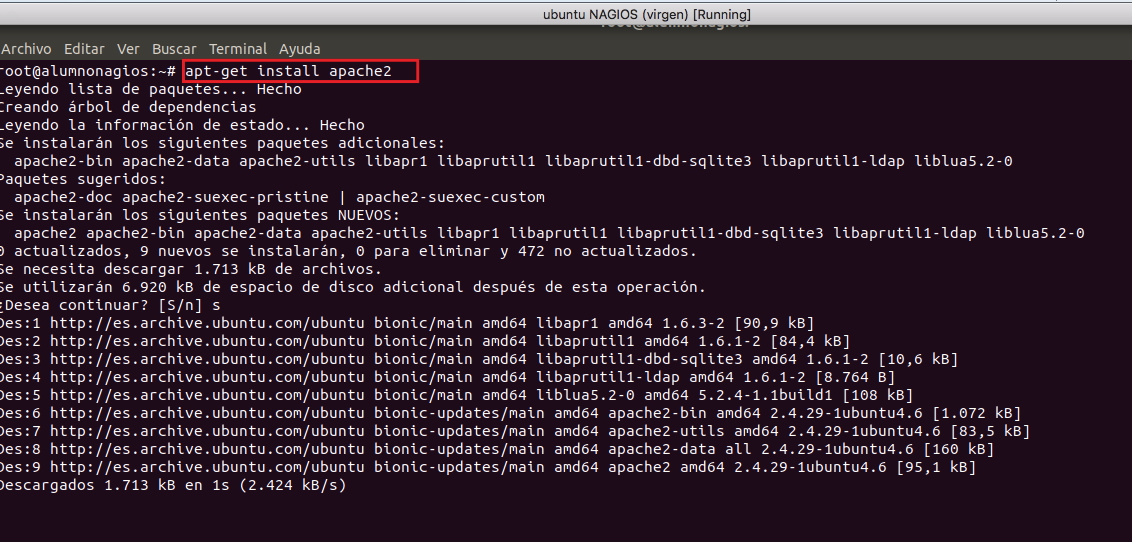 ubuntu NAGIOS (virgen) [Running]
Archivo Editar Ver Buscar Terminal Ayuda
root@alumnonagios:~# apt-get install apache2
Leyendo lista de paquetes... Hecho
Creando árbol de dependencias
Leyendo la información de estado... Hecho
Se instalarán los siguientes paquetes adicionales:
apache2-bin apache2-data apache2-utils libapr1 libaprutil1 libaprutil1-dbd-sqlite3 libaprutil1-ldap liblua5.2-0
Paquetes sugeridos:
apache2-doc apache2-suexec-pristine | apache2-suexec-custom
Se instalarán los siguientes paquetes NUEVOS:
apache2 apache2-bin apache2-data apache2-utils libapr1 libaprutil1 libaprutil1-dbd-sqlite3 libaprutil1-ldap liblua5.2-0
0 actualizados, 9 nuevos se instalarán, 0 para eliminar y 472 no actualizados.
Se necesita descargar 1.713 kB de archivos.
Se utilizarán 6.920 kB de espacio de disco adicional después de esta operación.
¿Desea continuar? [S/n] s
Des:1 http://es.archive.ubuntu.com/ubuntu bionic/main amd64 libapr1 amd64 1.6.3-2 [90,9 kB]
Des:2 http://es.archive.ubuntu.com/ubuntu bionic/main amd64 libaprutil1 amd64 1.6.1-2 [84,4 kB]
Des:3 http://es.archive.ubuntu.com/ubuntu bionic/main amd64 libaprutil1-dbd-sqlite3 amd64 1.6.1-2 [10,6 kB]
Des:4 http://es.archive.ubuntu.com/ubuntu bionic/main amd64 libaprutil1-ldap amd64 1.6.1-2 [8.764 B]
Des:5 http://es.archive.ubuntu.com/ubuntu bionic/main amd64 liblua5.2-0 amd64 5.2.4-1.1build1 [108 kB]
Des:6 http://es.archive.ubuntu.com/ubuntu bionic-updates/main amd64 apache2-bin amd64 2.4.29-1ubuntu4.6 [1.072 kB]
Des:7 http://es.archive.ubuntu.com/ubuntu bionic-updates/main amd64 apache2-utils amd64 2.4.29-1ubuntu4.6 [83,5 kB]
Des:8 http://es.archive.ubuntu.com/ubuntu bionic-updates/main amd64 apache2-data all 2.4.29-1ubuntu4.6 [160 kB]
Des:9 http://es.archive.ubuntu.com/ubuntu bionic-updates/main amd64 apache2 amd64 2.4.29-1ubuntu4.6 [95,1 kB]
Descargados 1.713 kB en 1s (2.424 kB/s)